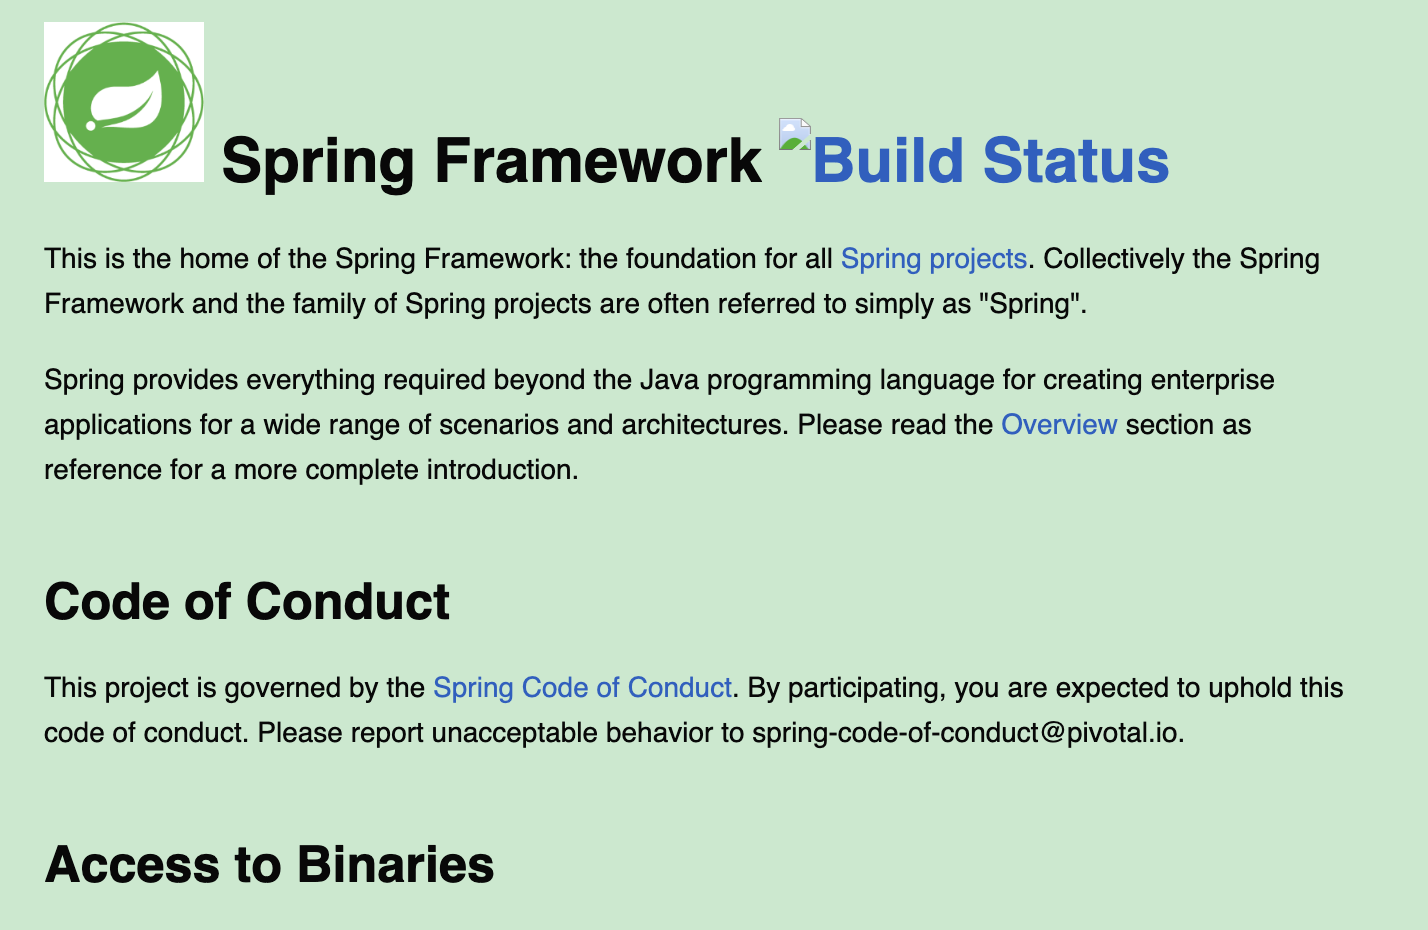 Spring Framework Build Status
This is the home of the Spring Framework: the foundation for all Spring projects. Collectively the Spring
Framework and the family of Spring projects are often referred to simply as "Spring".
Spring provides everything required beyond the Java programming language for creating enterprise
applications for a wide range of scenarios and architectures. Please read the Overview section as
reference for a more complete introduction.
Code of Conduct
This project is governed by the Spring Code of Conduct. By participating, you are expected to uphold this
code of conduct. Please report unacceptable behavior to spring-code-of-conduct@pivotal.io.
Access to Binaries